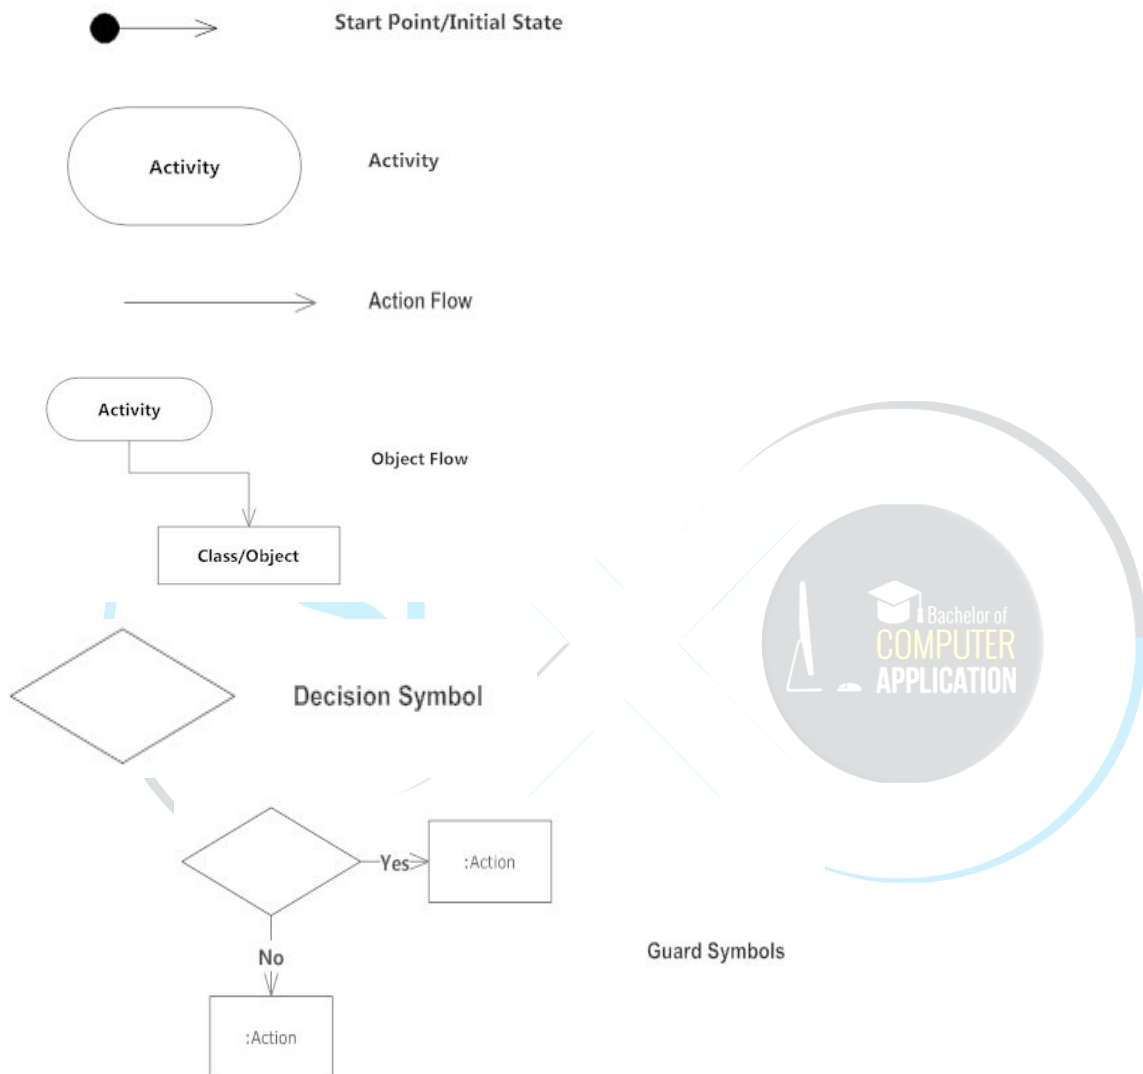 Start Point/Initial State
Activity
Activity
Action Flow
Activity
Object Flow
Class/Object
Bachelor of
COMPUTER
APPLICATION
Decision Symbol
Yes
:Action
Guard Symbols
No
:Action